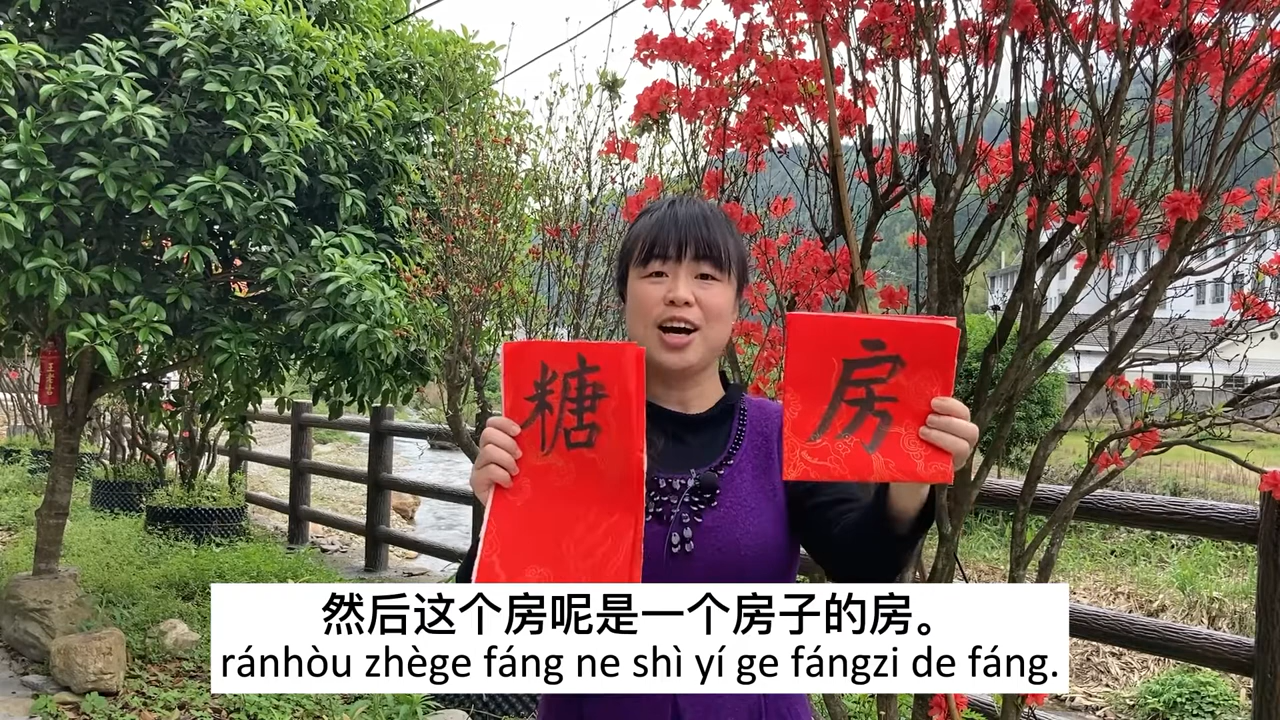 糖
房
然后这个房呢是一个房子的房。
ránhòu zhège fáng ne shì yí ge fángzi de fáng.